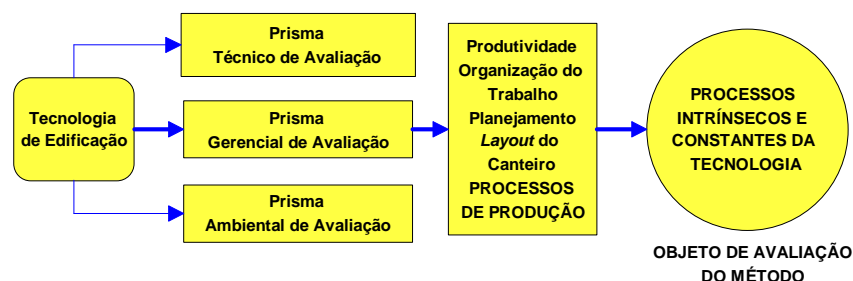 Tecnologia
de Edificação
Prisma
Técnico de Avaliação
Prisma
Gerencial de Avaliação
Prisma
Ambiental de Avaliação
Produtividade
Organização do
Trabalho
Planejamento
Layout do
Canteiro
PROCESSOS
DE PRODUÇÃO
PROCESSOS
INTRÍNSECOS E
CONSTANTES DA
TECNOLOGIA
OBJETO DE AVALIAÇÃO
DO MÉTODO